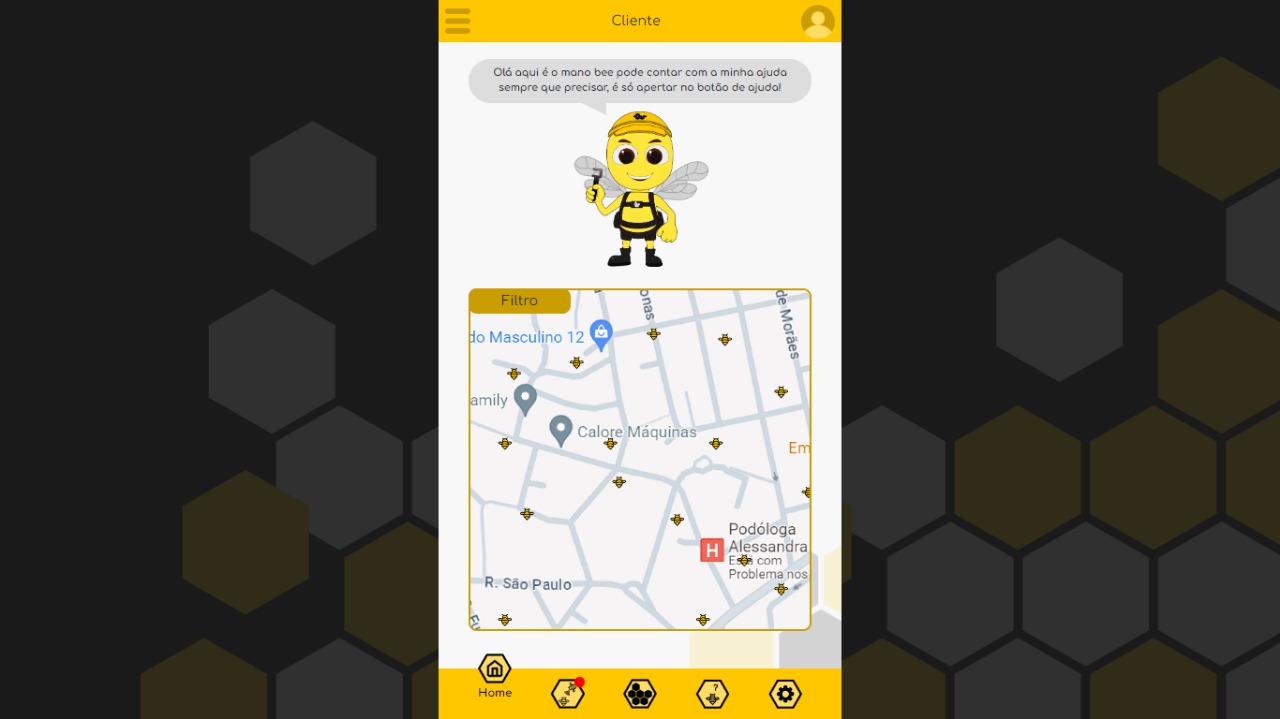 Cliente
Olá aqui é o mano bee pode contar com a minha ajuda
sempre que precisar, é só apertar no botão de ajuda!
Filtro
onas
de Morães
do Masculino 12
amily
Calore Máquinas
Em
Podóloga
Alessandra
com
Problema nos
R. São Paulo
?
Home